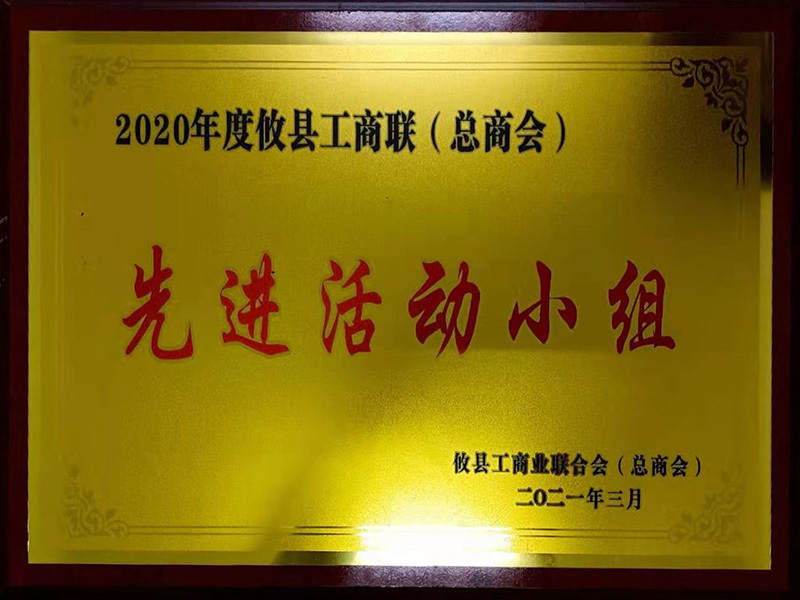 2020年度攸县工商联（总商会）
先进活动小组
攸县工商业联合会（总商会）
二〇二一年三月